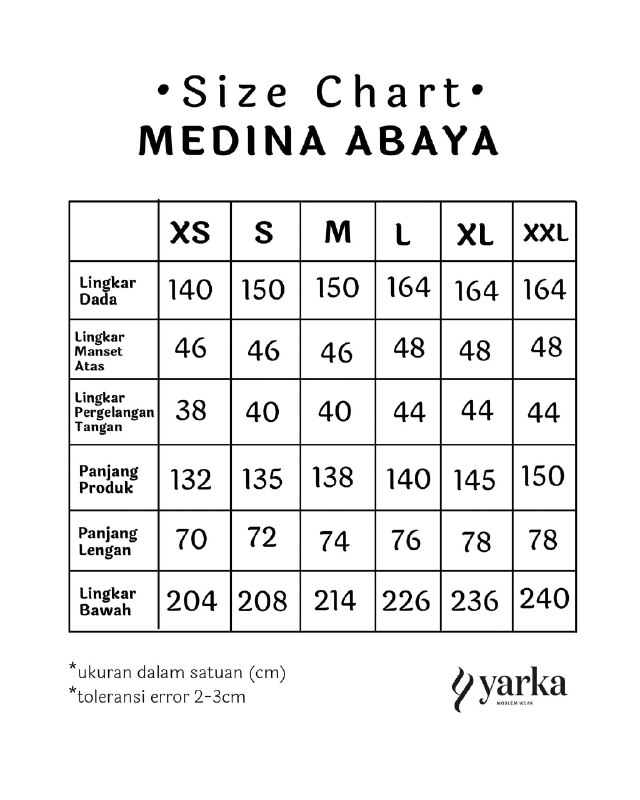 •Size Chart•
MEDINA ABAYA
XS S M L XL XXL
Lingkar
Dada
140 150 150 164 164 164
Lingkar
Manset
Atas
46 46 46 48 48 48
Lingkar
Pergelangan
Tangan
38 40 40 44 44 44
Panjang
Produk
132 135 138 140 145 150
Panjang
Lengan
70 72 74 76 78 78
Lingkar
Bawah
204 208 214 226 236 240
*ukuran dalam satuan (cm)
*toleransi error 2-3cm
yarka
MOSLEM WEAR